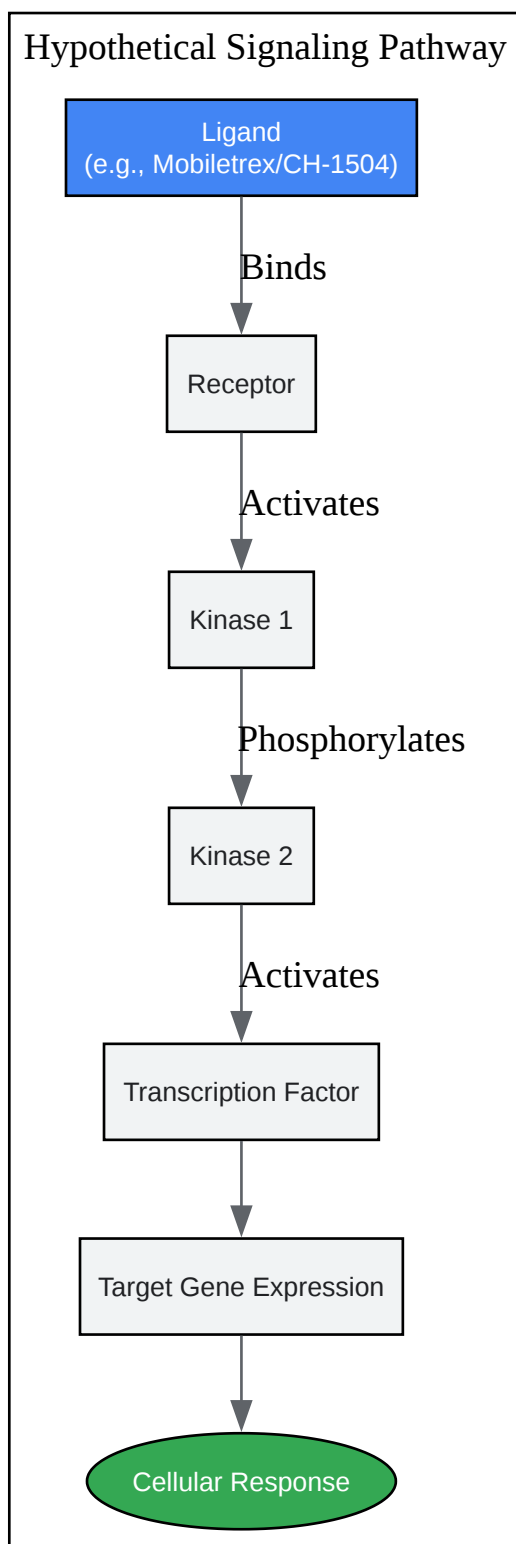 Hypothetical Signaling Pathway
Ligand
(e.g., Mobiletrex/CH-1504)
Binds
Receptor
Activates
Kinase 1
Phosphorylates
Kinase 2
Activates
Transcription Factor
Target Gene Expression
Cellular Response